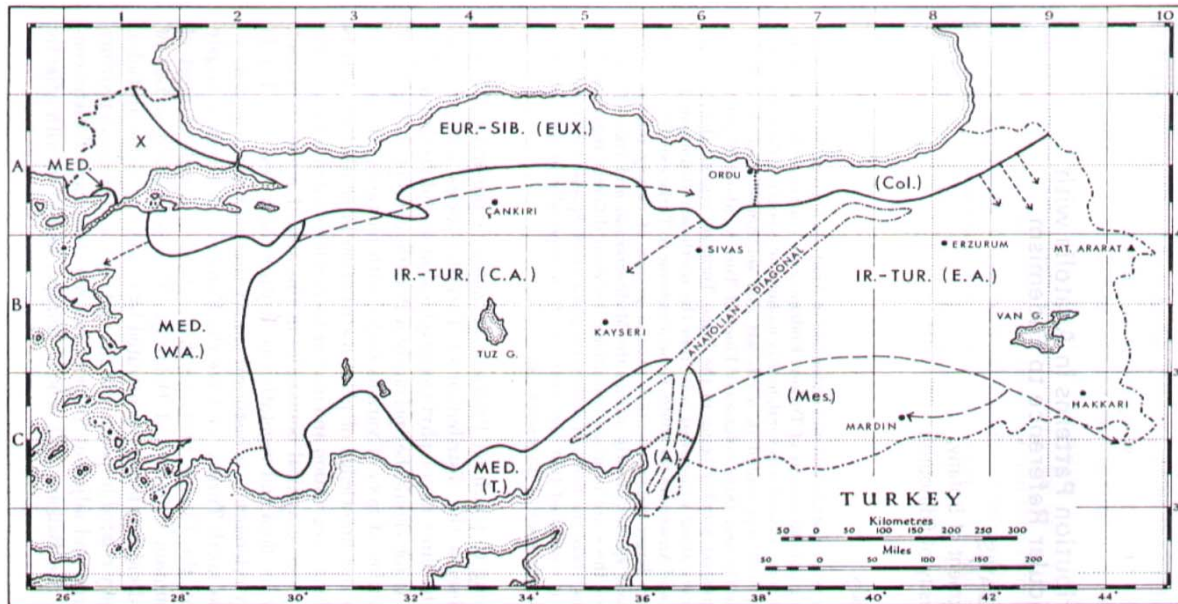 1 2 3 4 5 6 7 8 9 10
EUR.-SIB. (EUX.)
X
A
MED.
ORDU
(Col.)
ÇANKIRI
SIVAS
ERZURUM
MT. ARARAT
IR.-TUR. (C.A.)
ANATOLIAN DIAGONAL
IR.-TUR. (E.A.)
B
MED.
(W.A.)
TUZ G.
KAYSERI
VAN G.
(Mes.)
HAKKARI
MARDIN
C
MED.
(T.)
(A)
TURKEY
Kilometres
50 0 50 100 150 200 250 300
Miles
50 0 50 100 150 200
26° 28 30 32 34 36 38° 40° 42° 44°